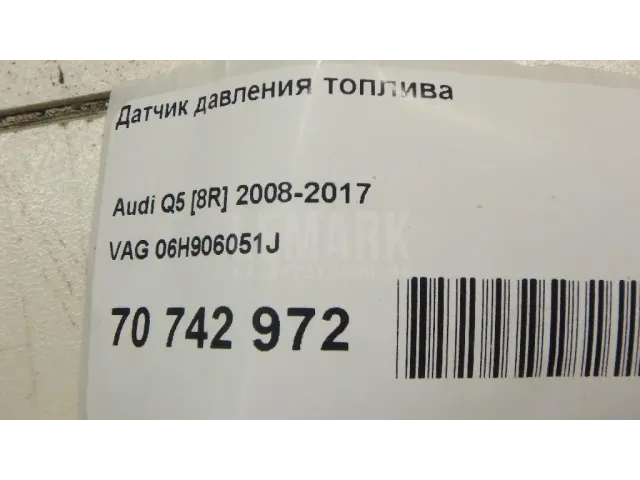 Датчик давления топлива
Audi Q5 [8R] 2008-2017
VAG 06H906051J
70 742 972